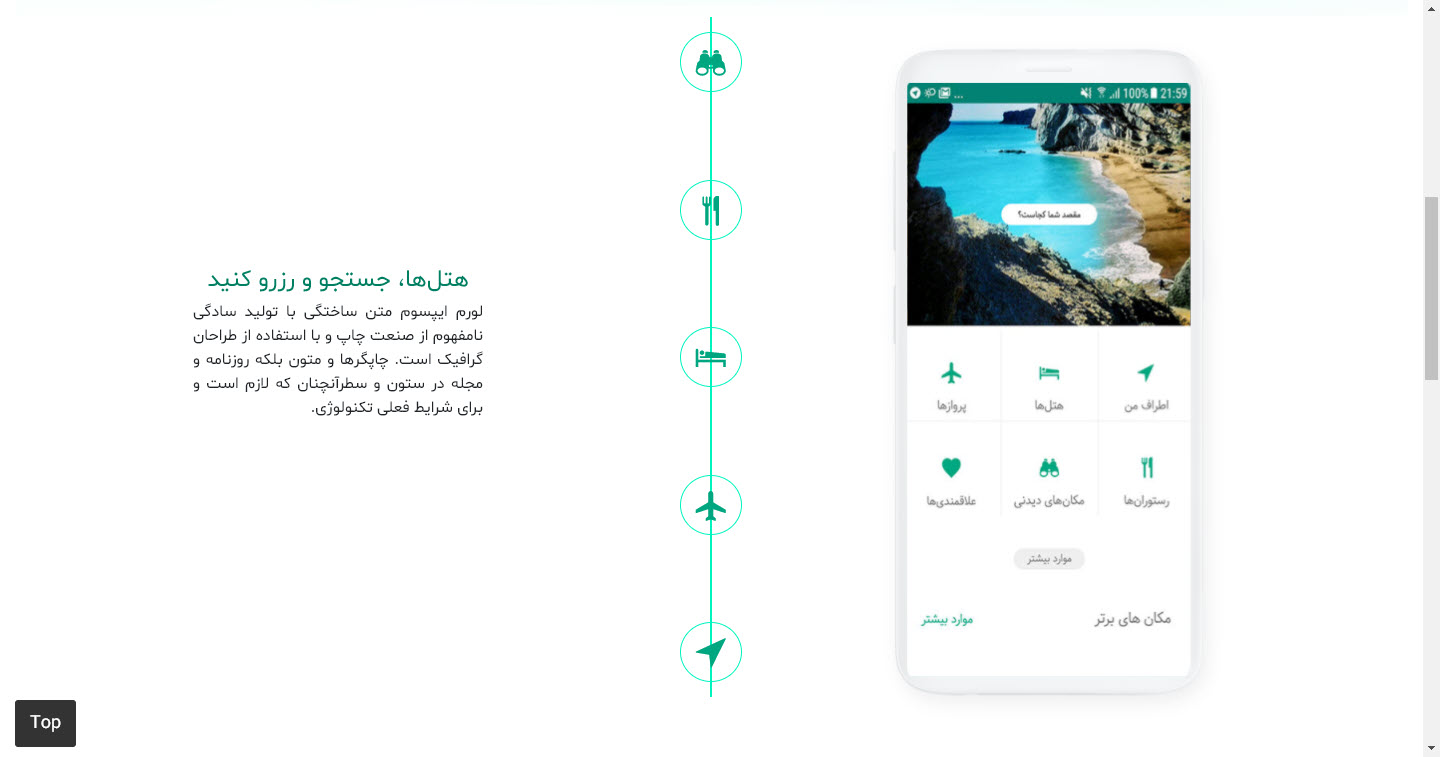 هتل‌ها، جستجو و رزرو کنید
لورم ایپسوم متن ساختگی با تولید سادگی
نامفهوم از صنعت چاپ و با استفاده از طراحان
گرافیک است. چاپگرها و متون بلکه روزنامه و
مجله در ستون و سطرآنچنان که لازم است و
برای شرایط فعلی تکنولوژی.
... 100% 21:59
مقصد شما کجاست؟
اطراف من
هتل‌ها
پروازها
رستوران‌ها
مکان‌های دیدنی
علاقمندی‌ها
موارد بیشتر
مکان های برتر
موارد بیشتر
Top